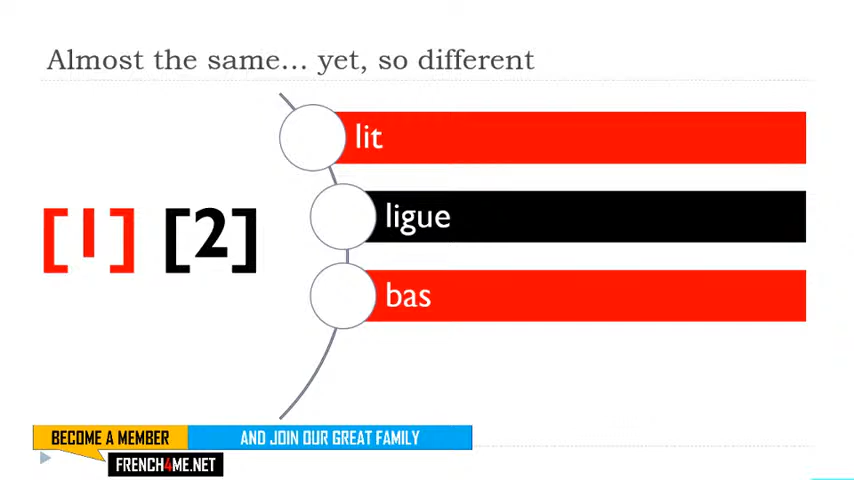 Almost the same... yet, so different
lit
[1] [2]
ligue
bas
BECOME A MEMBER
AND JOIN OUR GREAT FAMILY
FRENCH4ME.NET